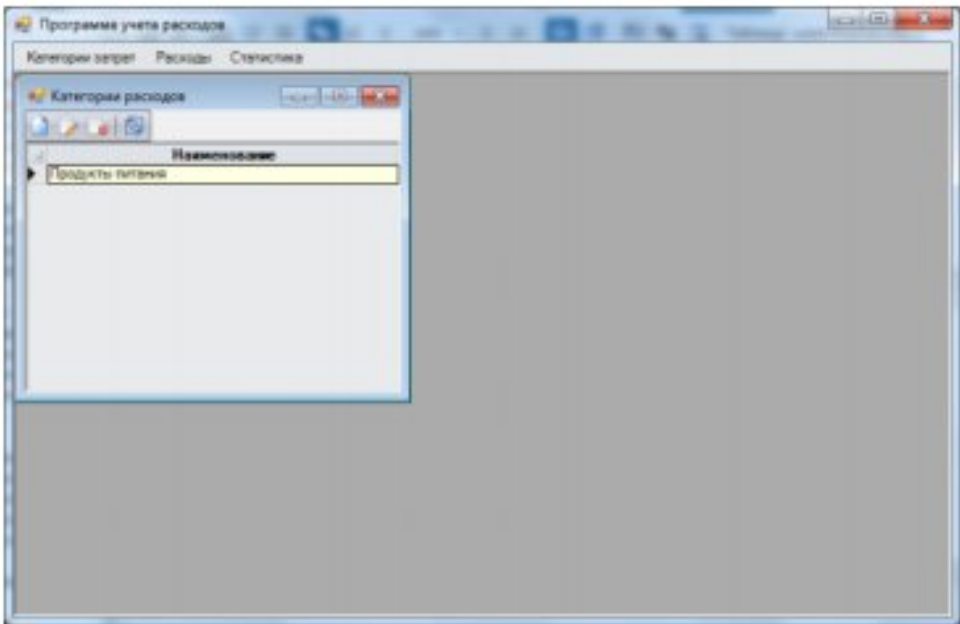 Программа учета расходов
Категории затрат Расходы Статистика
Категории расходов
Наименование
Продукты питания